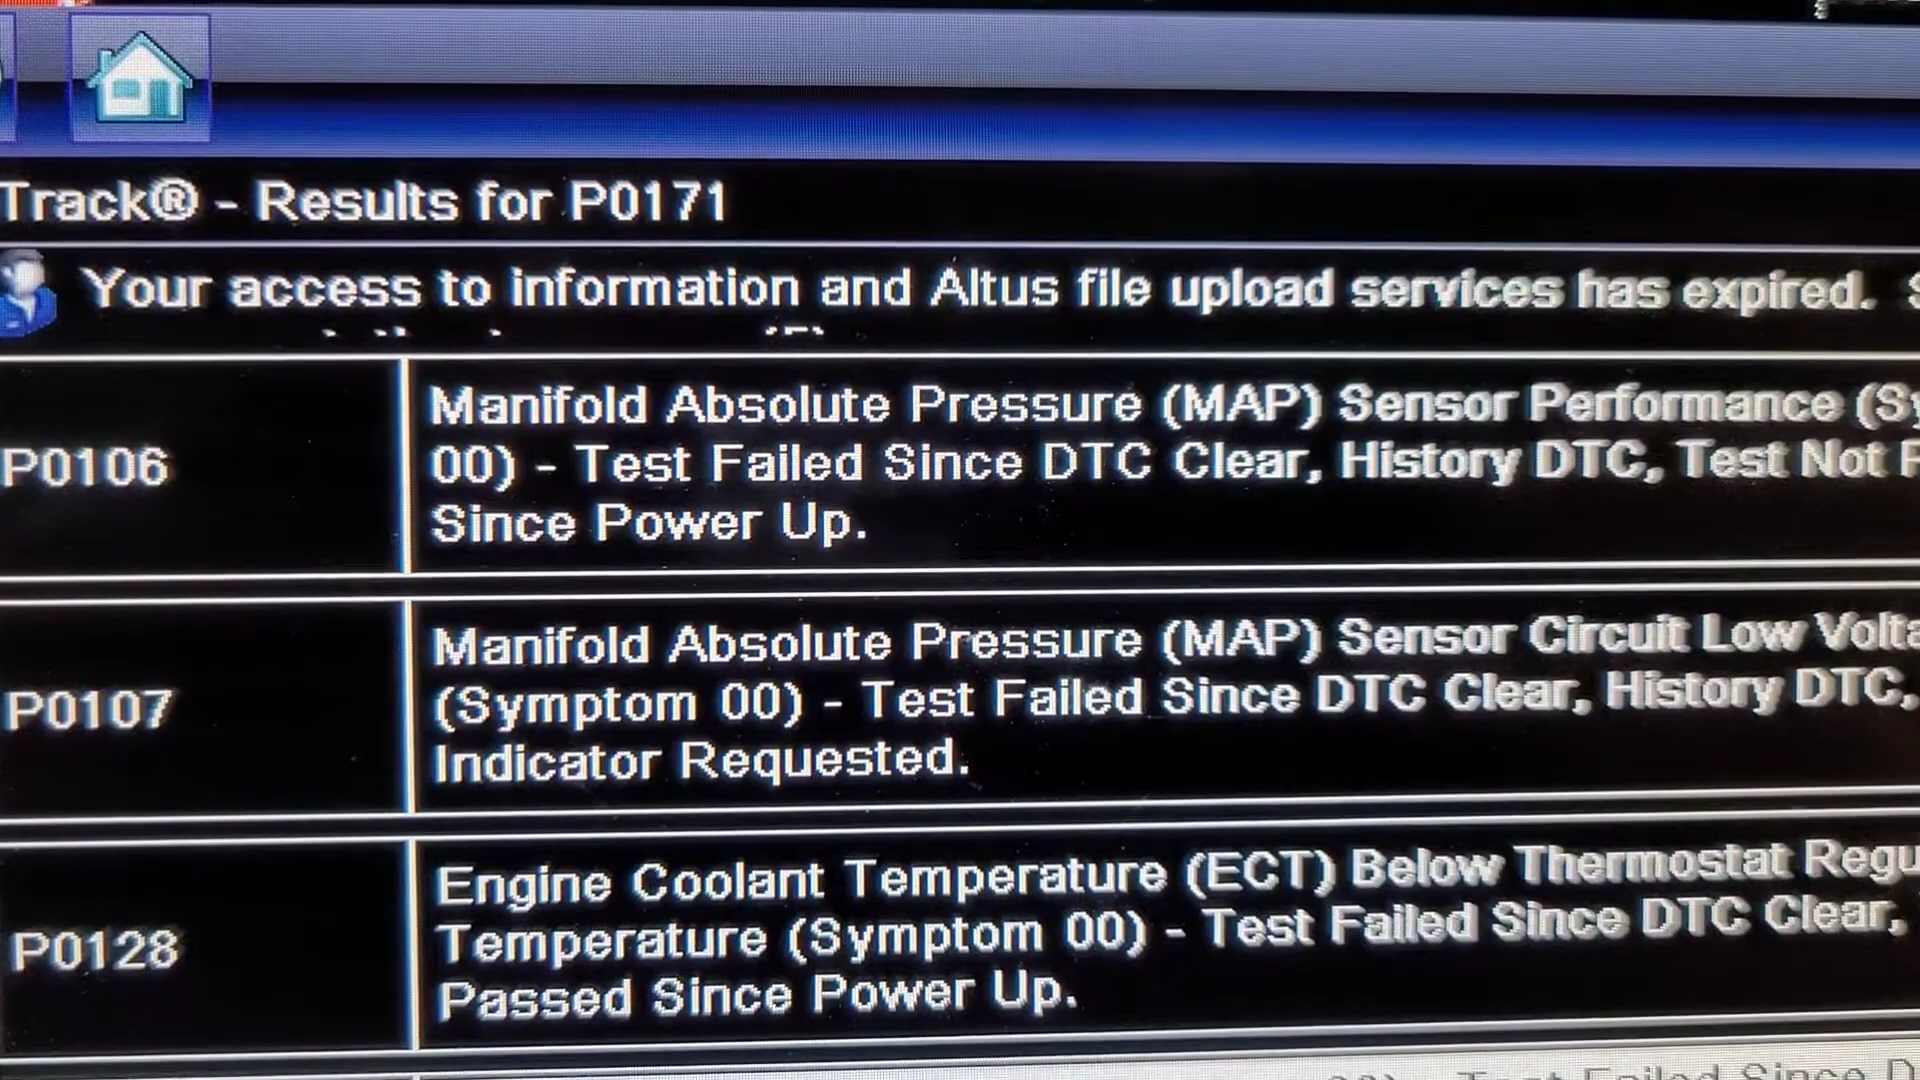 Track® - Results for P0171
Your access to information and Altus file upload services has expired.
P0106
Manifold Absolute Pressure (MAP) Sensor Performance
00) - Test Failed Since DTC Clear, History DTC, Test Not
Since Power Up.
P0107
Manifold Absolute Pressure (MAP) Sensor Circuit Low
(Symptom 00) - Test Failed Since DTC Clear, History DTC,
Indicator Requested.
P0128
Engine Coolant Temperature (ECT) Below Thermostat
Temperature (Symptom 00) - Test Failed Since DTC Clear,
Passed Since Power Up.